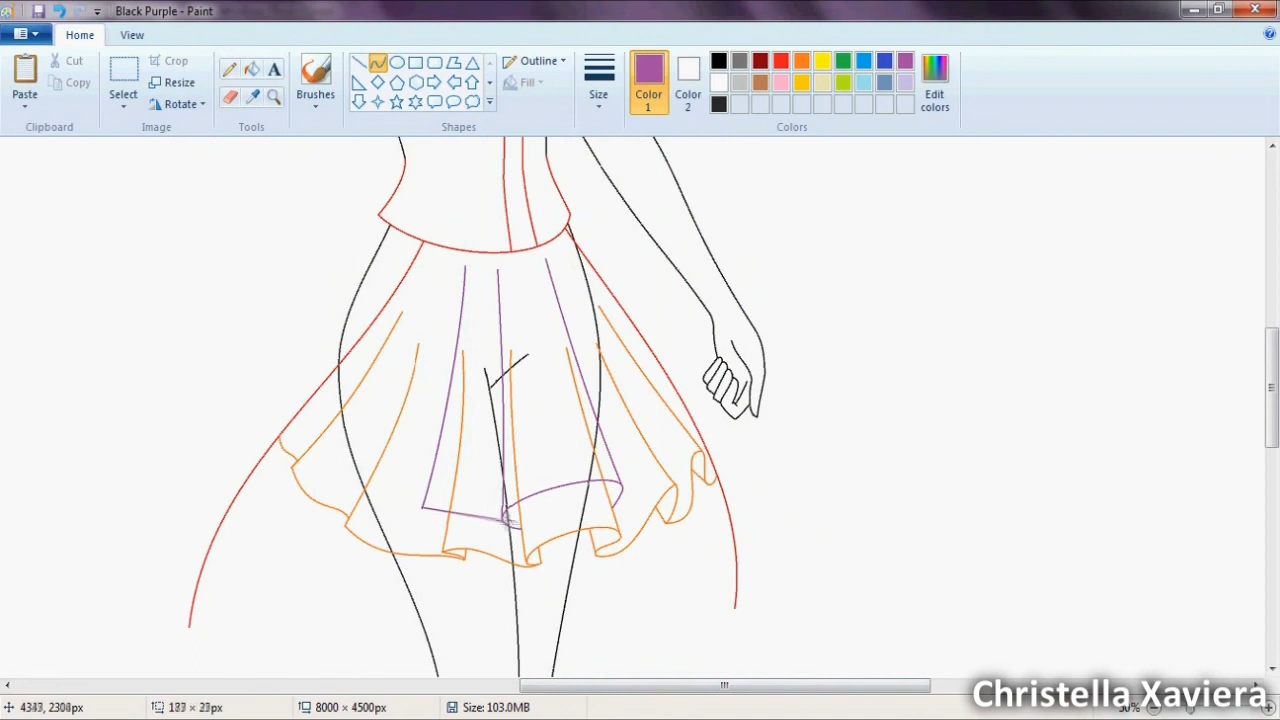 Black Purple - Paint
Home
View
Paste
Cut
Copy
Clipboard
Select
Crop
Resize
Rotate
Image
A
Tools
Brushes
Outline
Fill
Shapes
Size
Color 1
Color 2
Edit colors
Colors
8000 × 4500px
Size: 103.0MB
Christella Xaviera